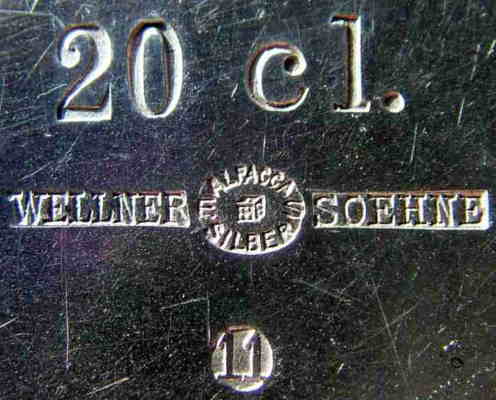 20 cl.
WELLNER
ALPACCA
SILBER
SOEHNE
11